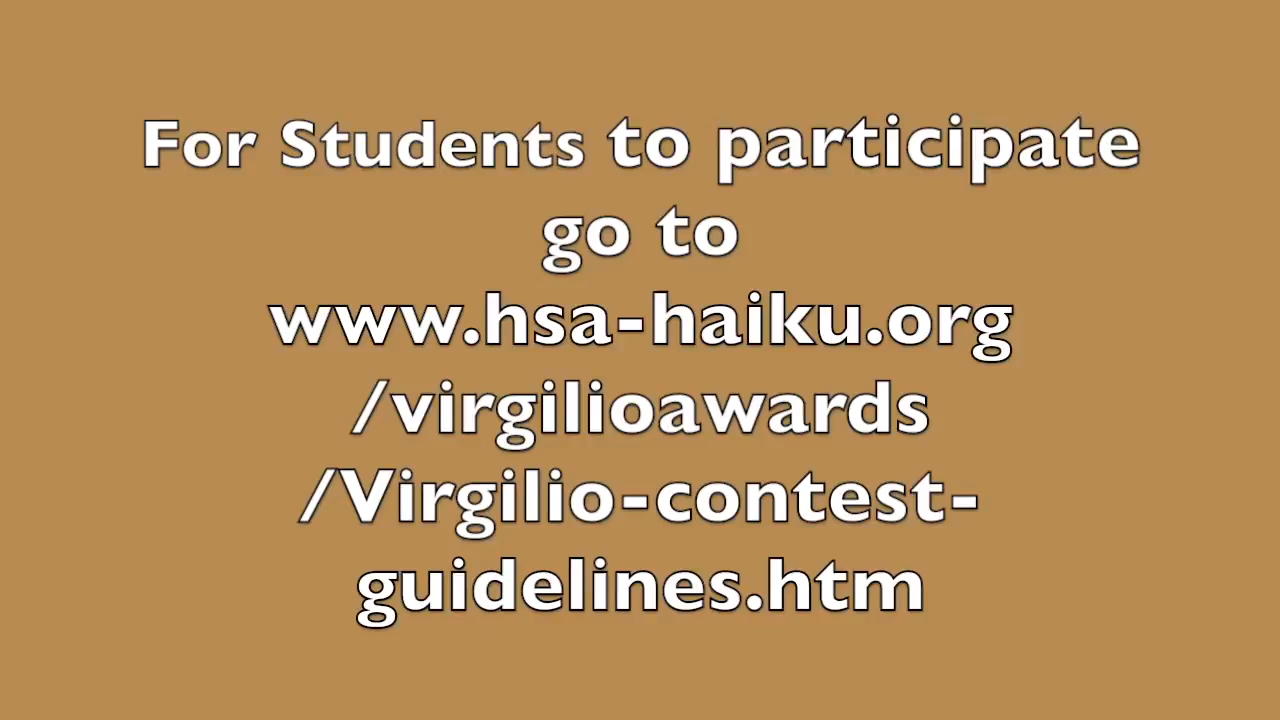 For Students to participate
go to
www.hsa-haiku.org
/virgilioawards
/Virgilio-contest-
guidelines.htm